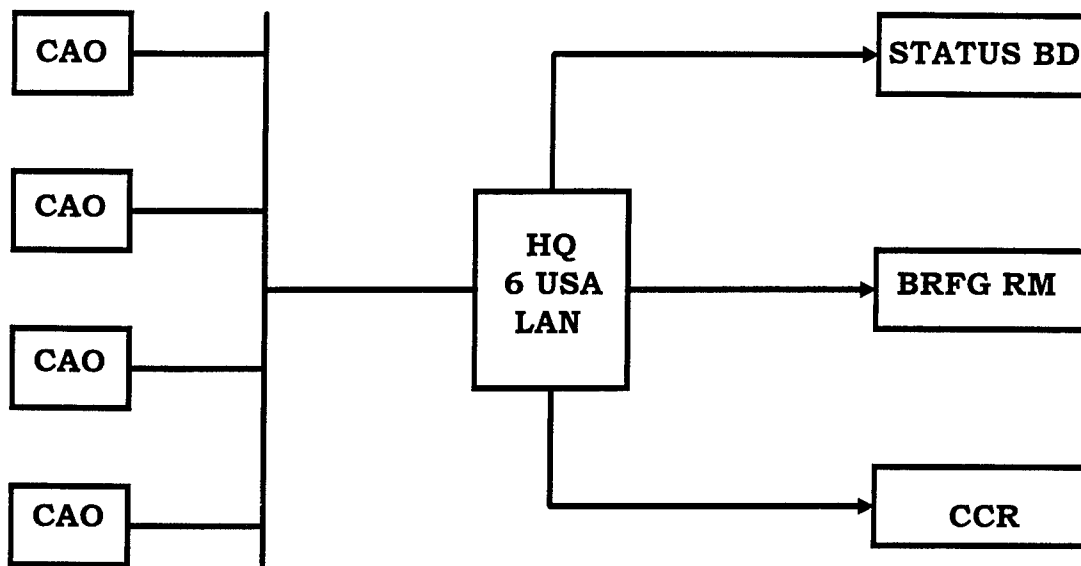 CAO
CAO
CAO
CAO
HQ
6 USA
LAN
STATUS BD
BRFG RM
CCR